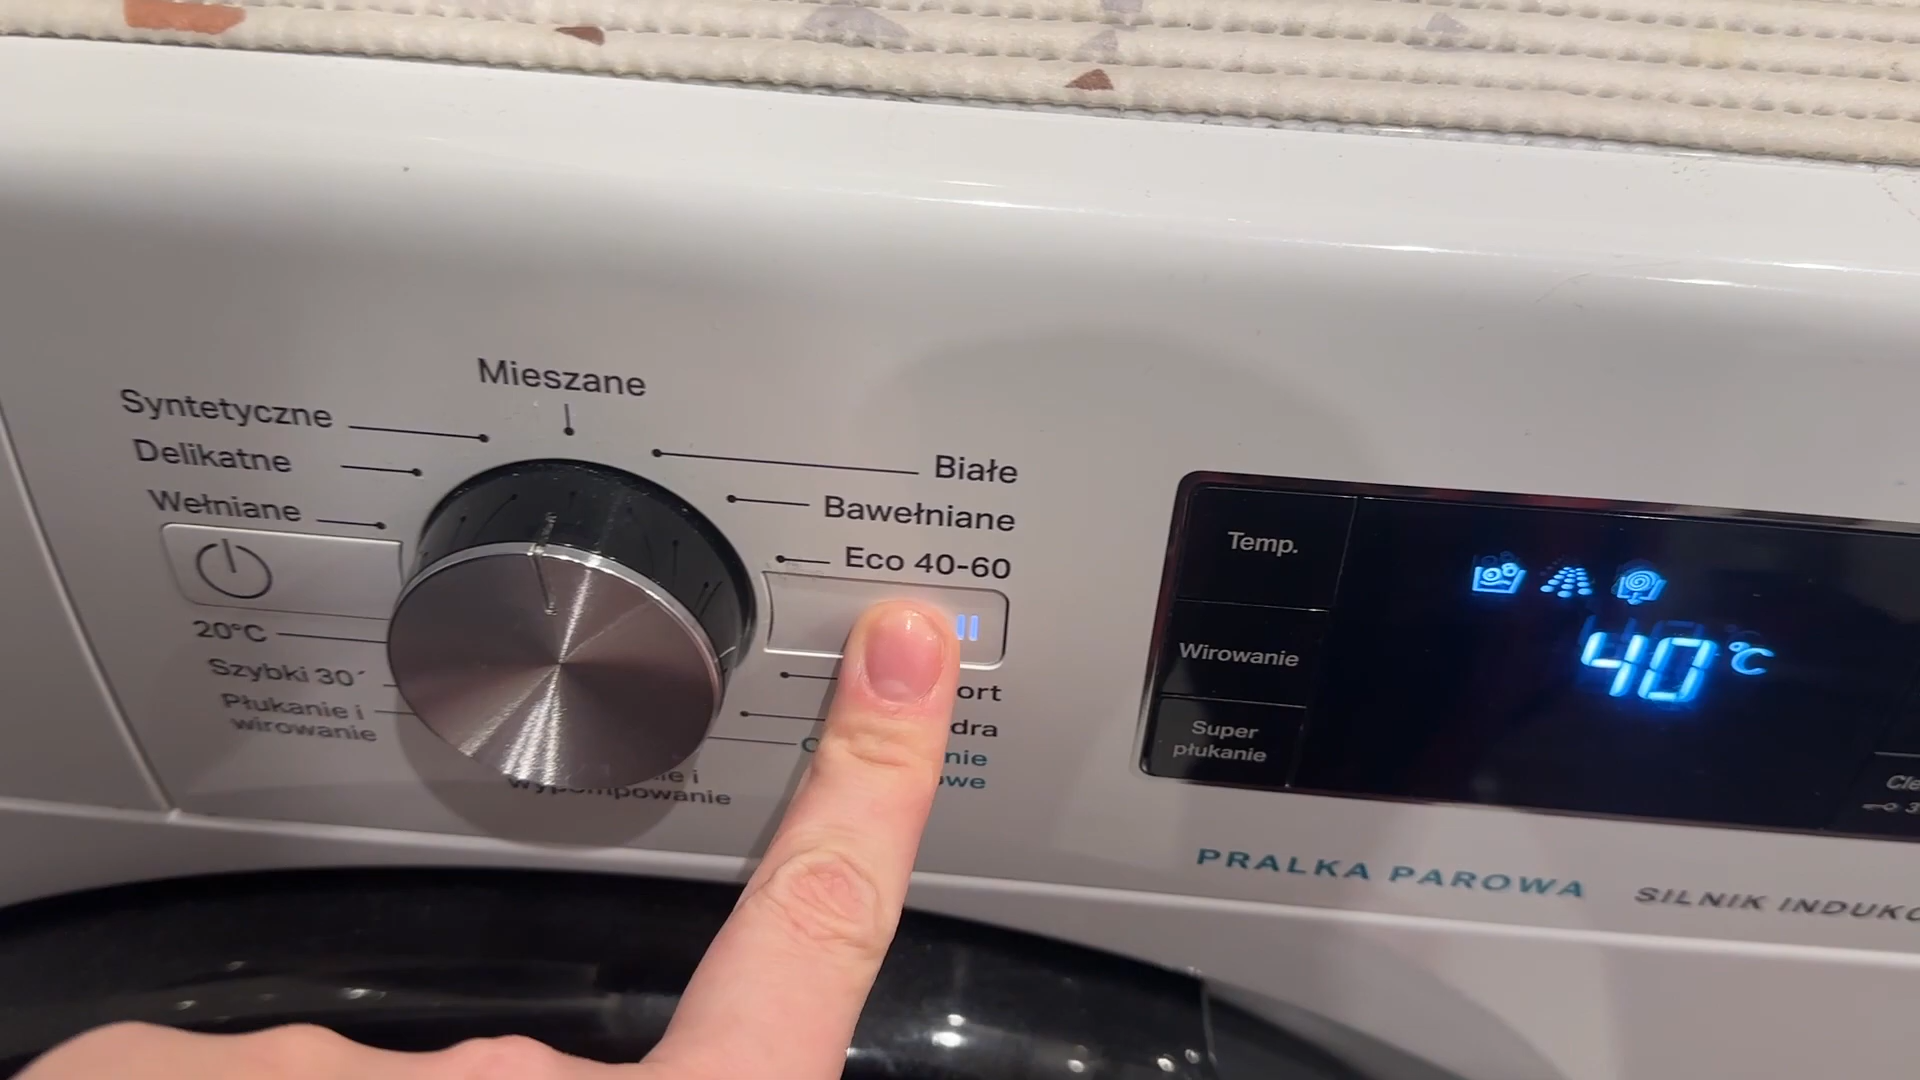 Mieszane
Syntetyczne
Delikatne
Wełniane
20°C
Szybki 30´
Płukanie i
wirowanie
Białe
Bawełniane
Eco 40-60
wypompowanie
Temp.
Wirowanie
Super
płukanie
40°C
PRALKA PAROWA